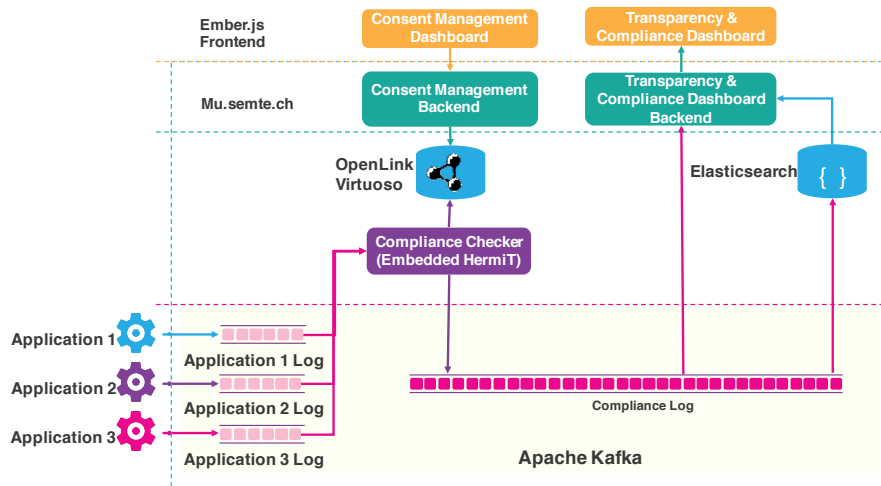 Ember.js
Frontend
Consent Management
Dashboard
Transparency &
Compliance Dashboard
Mu.semte.ch
Consent Management
Backend
Transparency &
Compliance Dashboard
Backend
OpenLink
Virtuoso
Elasticsearch
{ }
Compliance Checker
(Embedded HermiT)
Application 1
Application 1 Log
Application 2
Application 2 Log
Compliance Log
Application 3
Application 3 Log
Apache Kafka